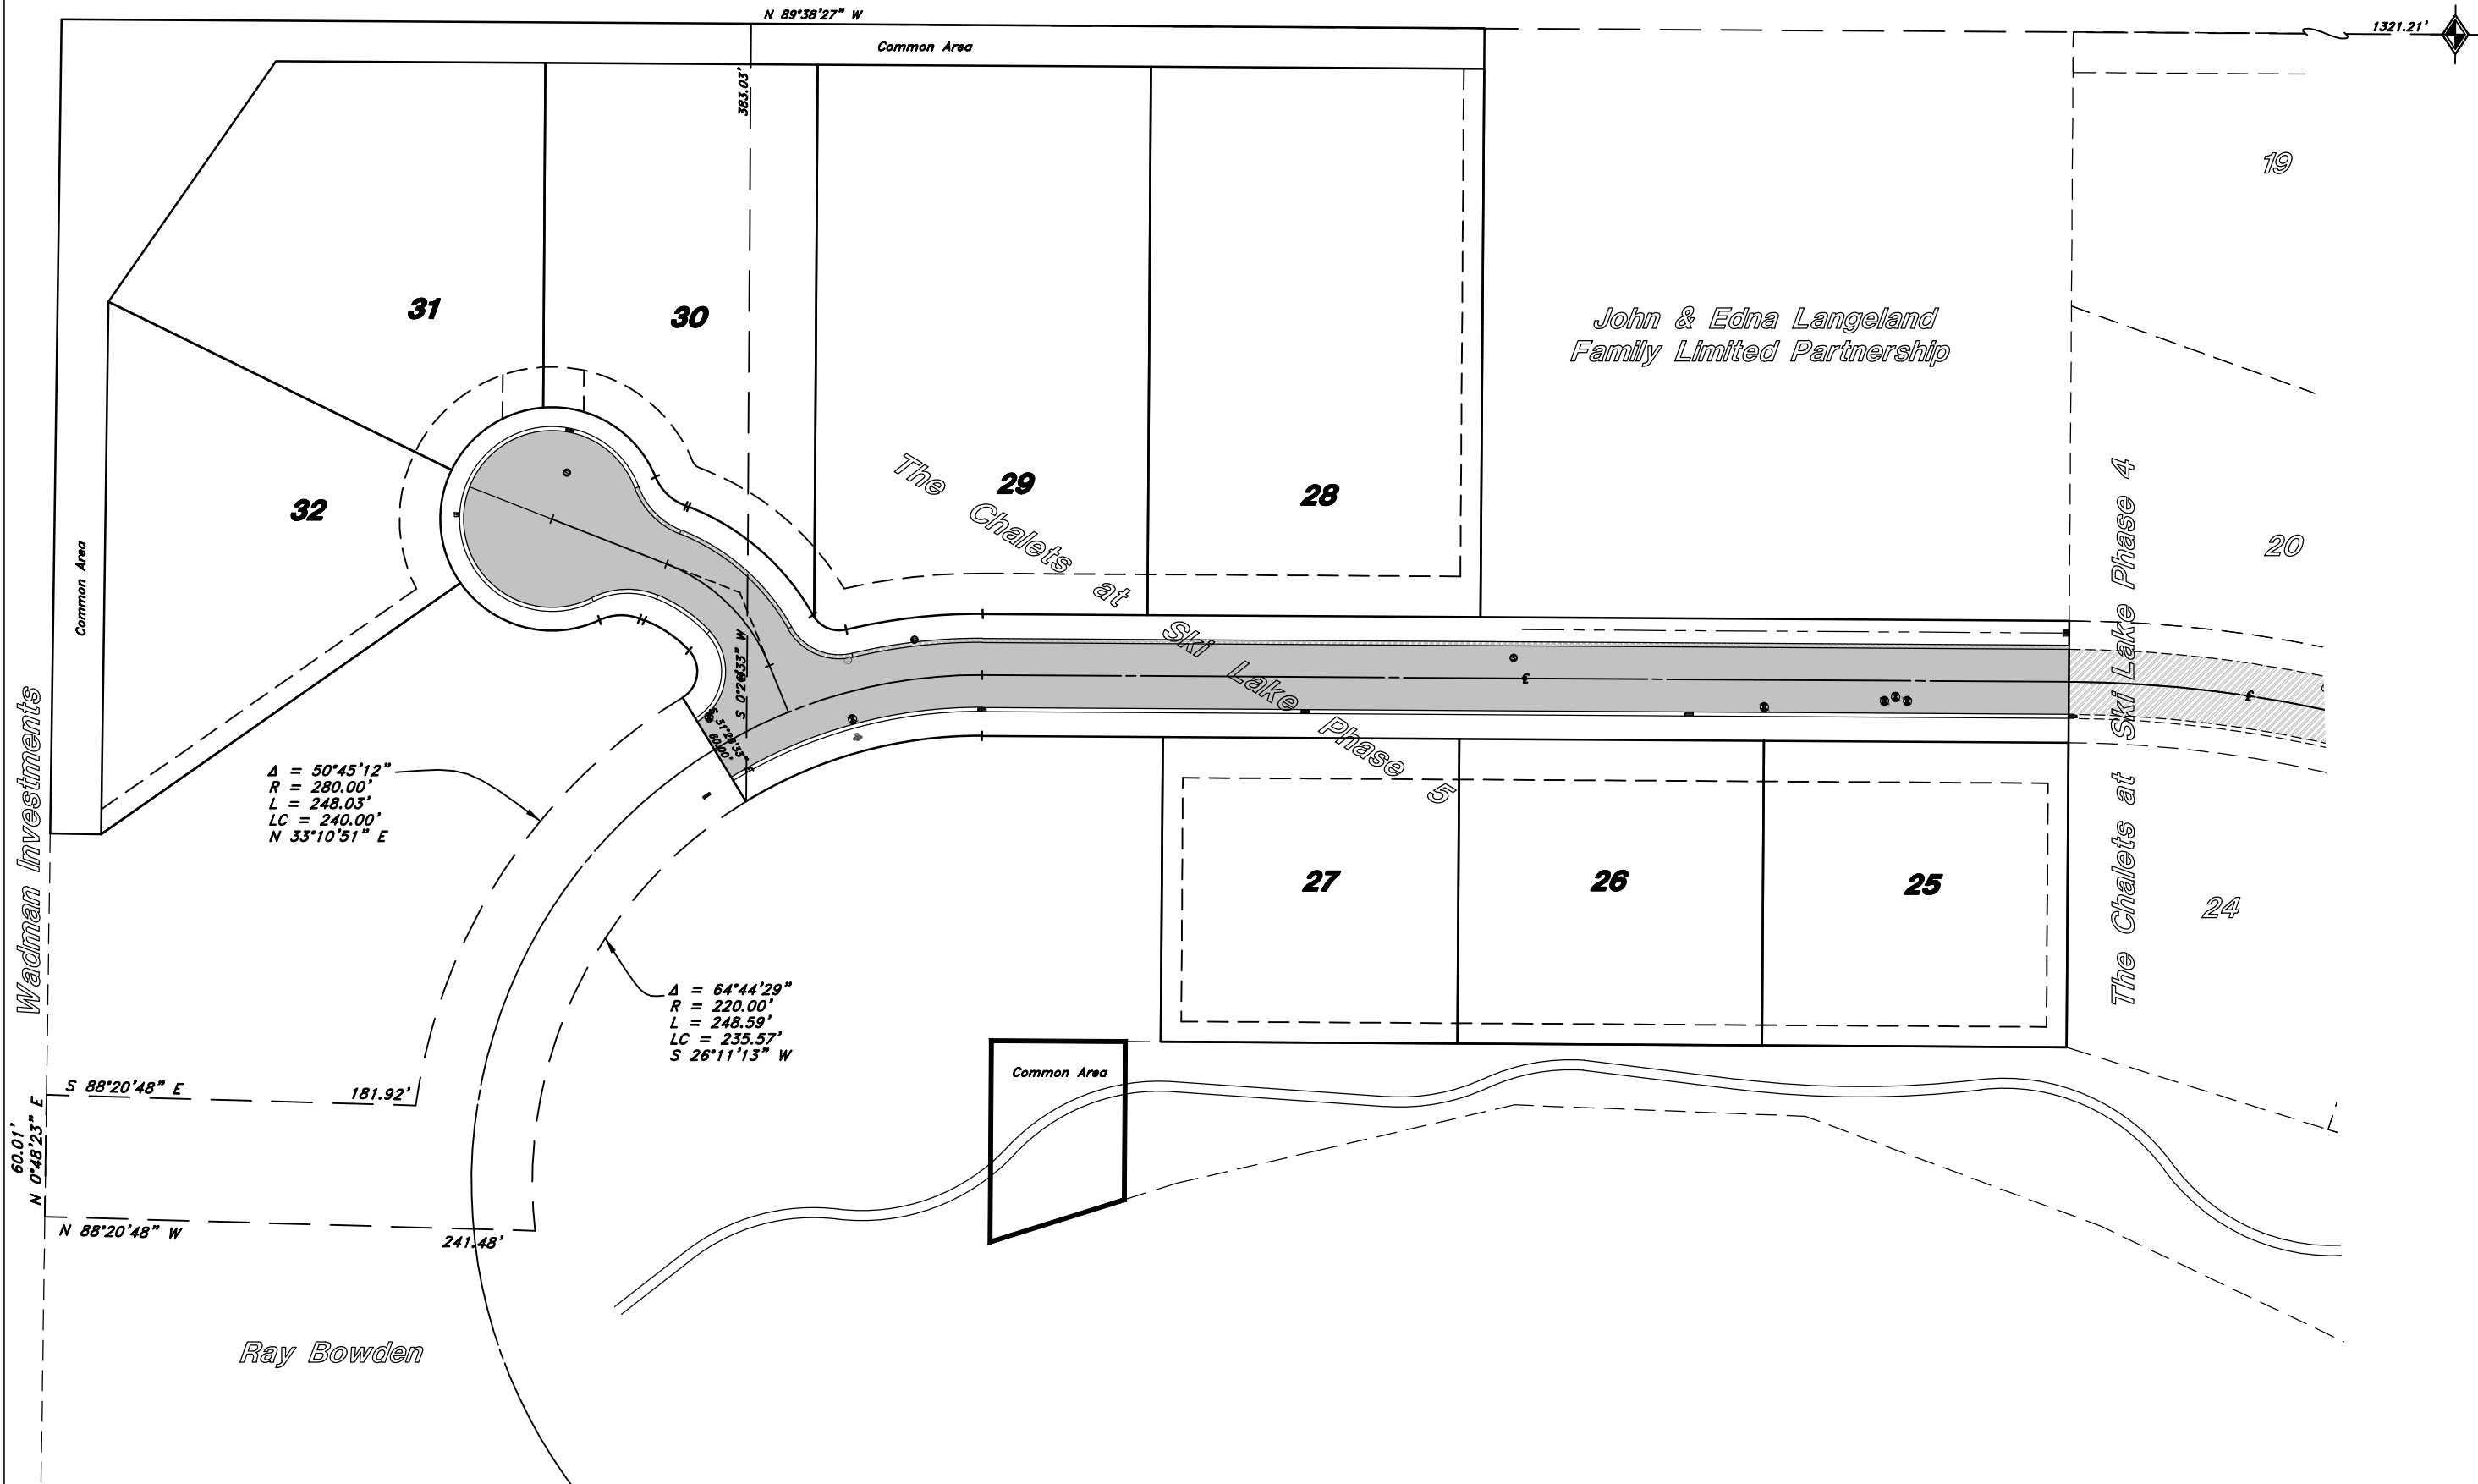 N 89°38'27" W
1321.21'
Common Area
383.03'
19
31
30
John & Edna Langeland
Family Limited Partnership
29
28
The Chalets at
Ski Lake Phase 5
32
Common Area
20
The Chalets at Ski Lake Phase 4
60.00'
Wadman Investments
Δ = 50°45'12"
R = 280.00'
L = 248.03'
LC = 240.00'
N 33°10'51" E
27
26
25
24
Δ = 64°44'29"
R = 220.00'
L = 248.59'
LC = 235.57'
S 26°11'13" W
Common Area
S 88°20'48" E
181.92'
60.01'
N 0°48'23" E
N 88°20'48" W
241.48'
Ray Bowden